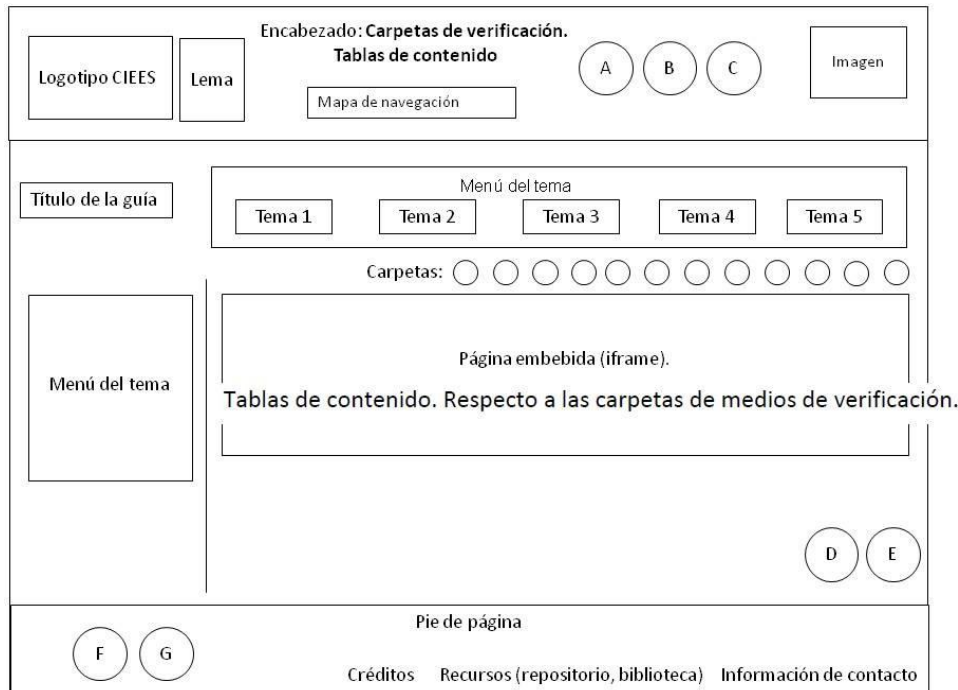 Encabezado: Carpetas de verificación.
Tablas de contenido
Logotipo CIEES
Lema
Mapa de navegación
A
B
C
Imagen
Título de la guía
Menú del tema
Tema 1
Tema 2
Tema 3
Tema 4
Tema 5
Carpetas:
Menú del tema
Página embebida (iframe).
Tablas de contenido. Respecto a las carpetas de medios de verificación.
D
E
Pie de página
F
G
Créditos
Recursos (repositorio, biblioteca)
Información de contacto